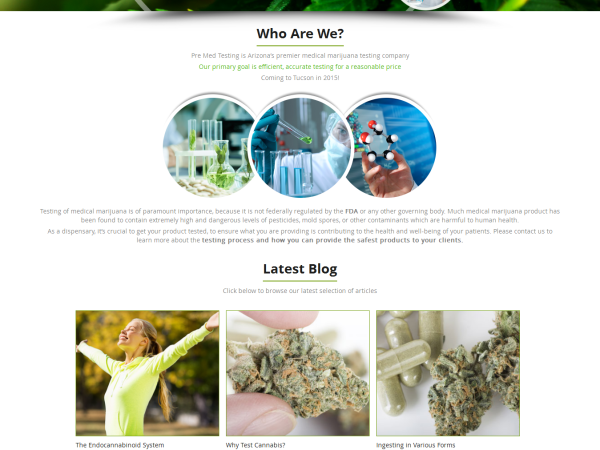 Who Are We?
Pre Med Testing is Arizona's premier medical marijuana testing company
Our primary goal is efficient, accurate testing for a reasonable price
Coming to Tucson in 2015!
Testing of medical marijuana is of paramount importance, because it is not federally regulated by the FDA or any other governing body. Much medical marijuana product has
been found to contain extremely high and dangerous levels of pesticides, mold spores, or other contaminants which are harmful to human health.
As a dispensary, it's crucial to get your product tested, to ensure what you are providing is contributing to the health and well-being of your patients. Please contact us to
learn more about the testing process and how you can provide the safest products to your clients.
Latest Blog
Click below to browse our latest selection of articles
The Endocannabinoid System
Why Test Cannabis?
Ingesting in Various Forms